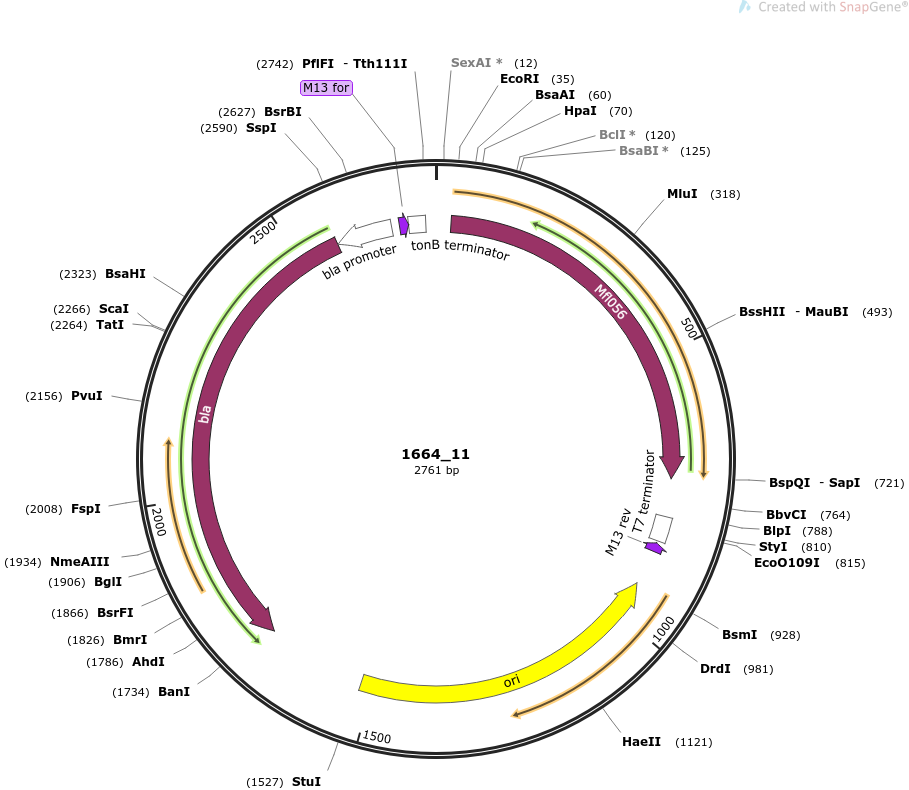 Created with SnapGene®
(2742) PflFI - Tth111I
SexAI * (12)
EcoRI (35)
M13 for
BsaAI (60)
(2627) BsrBI
HpaI (70)
(2590) SspI
BclI * (120)
BsaBI * (125)
MluI (318)
2500
bla promoter
tonB terminator
(2323) BsaHI
Mfl056
(2266) ScaI
BssHII - MauBI (493)
(2264) TatI
500
(2156) PvuI
bla
1664_11
2761 bp
T7 terminator
BspQI - SapI (721)
(2008) FspI
2000
M13 rev
BbvCI (764)
BlpI (788)
StyI (810)
(1934) NmeAIII
EcoO109I (815)
(1906) BglI
(1866) BsrFI
(1826) BmrI
1000
BsmI (928)
(1786) AhdI
DrdI (981)
(1734) BanI
ori
1500
HaeII (1121)
(1527) StuI